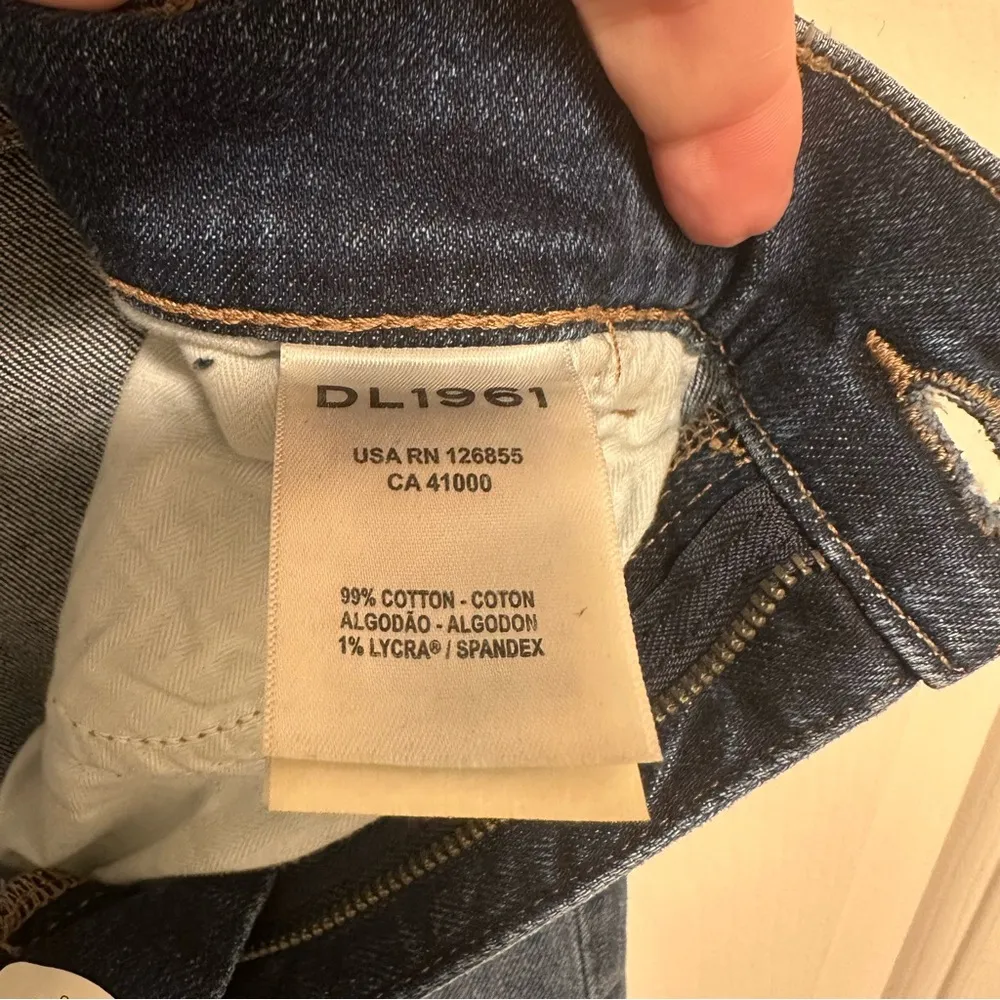 DL1961
USA RN 126855
CA 41000
99% COTTON - COTON
ALGODÃO - ALGODON
1% LYCRA® / SPANDEX